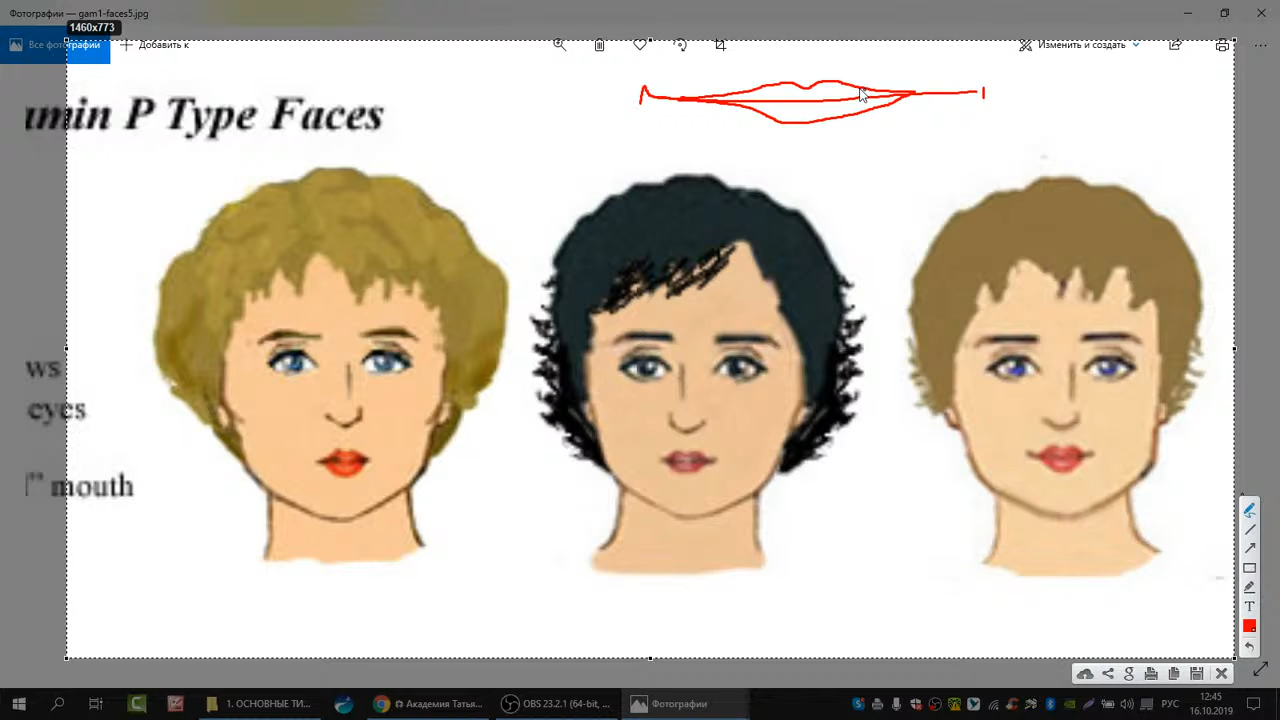 Фотографии — gam1-faces5.jpg
1460x773
Все фотографии
Добавить к
Изменить и создать
amin P Type Faces
ws
eyes
" mouth
T
1. ОСНОВНЫЕ ТИ...
Академия Татья...
OBS 23.2.1 (64-bit, ...
Фотографии
РУС
12:45
16.10.2019